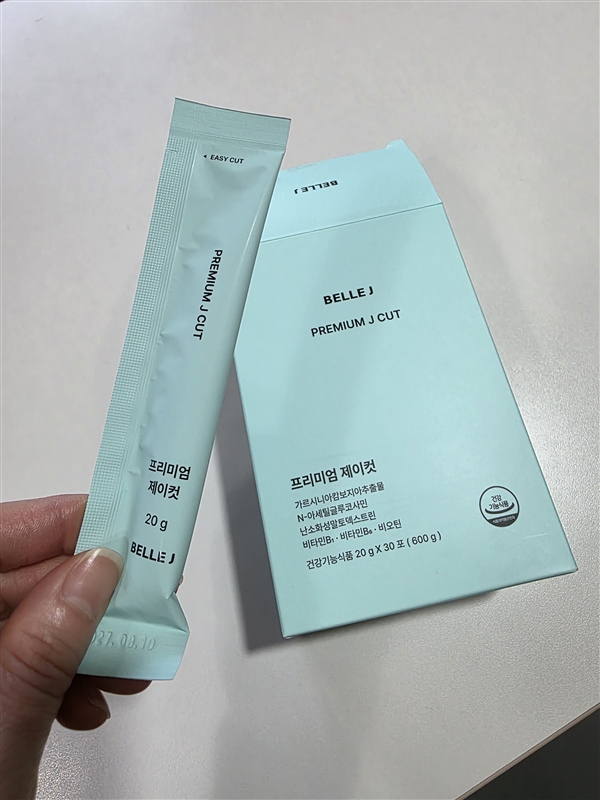 EASY CUT
PREMIUM J CUT
프리미엄
제이컷
20 g
BELLE J
27.08.10
BELLE J
BELLE J
PREMIUM J CUT
프리미엄 제이컷
가르시니아캄보지아추출물
N-아세틸글루코사민
난소화성말토덱스트린
비타민B₁ · 비타민B₆ · 비오틴
건강기능식품 20 g X 30 포 ( 600 g )
건강
기능식품